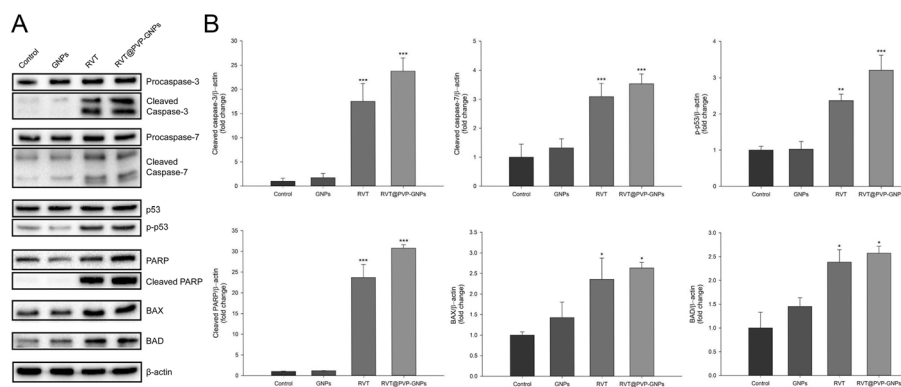 A
Control
GNPs
RVT
RVT@PVP-GNPs
Procaspase-3
Cleaved
Caspase-3
Procaspase-7
Cleaved
Caspase-7
p53
p-p53
PARP
Cleaved PARP
BAX
BAD
β-actin
B
Cleaved caspase-3/β-actin
(fold change)
30
25
20
15
10
5
0
***
***
Control
GNPs
RVT
RVT@PVP-GNPs
Cleaved caspase-7/β-actin
(fold change)
5
4
3
2
1
0
***
***
Control
GNPs
RVT
RVT@PVP-GNPs
p-p53/β-actin
(fold change)
4
3
2
1
0
**
***
Control
GNPs
RVT
RVT@PVP-GNP
Cleaved PARP/β-actin
(fold change)
35
30
25
20
15
10
5
0
***
***
Control
GNPs
RVT
RVT@PVP-GNPs
BAX/β-actin
(fold change)
3.0
2.5
2.0
1.5
1.0
0.5
0.0
*
*
Control
GNPs
RVT
RVT@PVP-GNPs
BAD/β-actin
(fold change)
3.0
2.5
2.0
1.5
1.0
0.5
0.0
*
*
Control
GNPs
RVT
RVT@PVP-GNPs